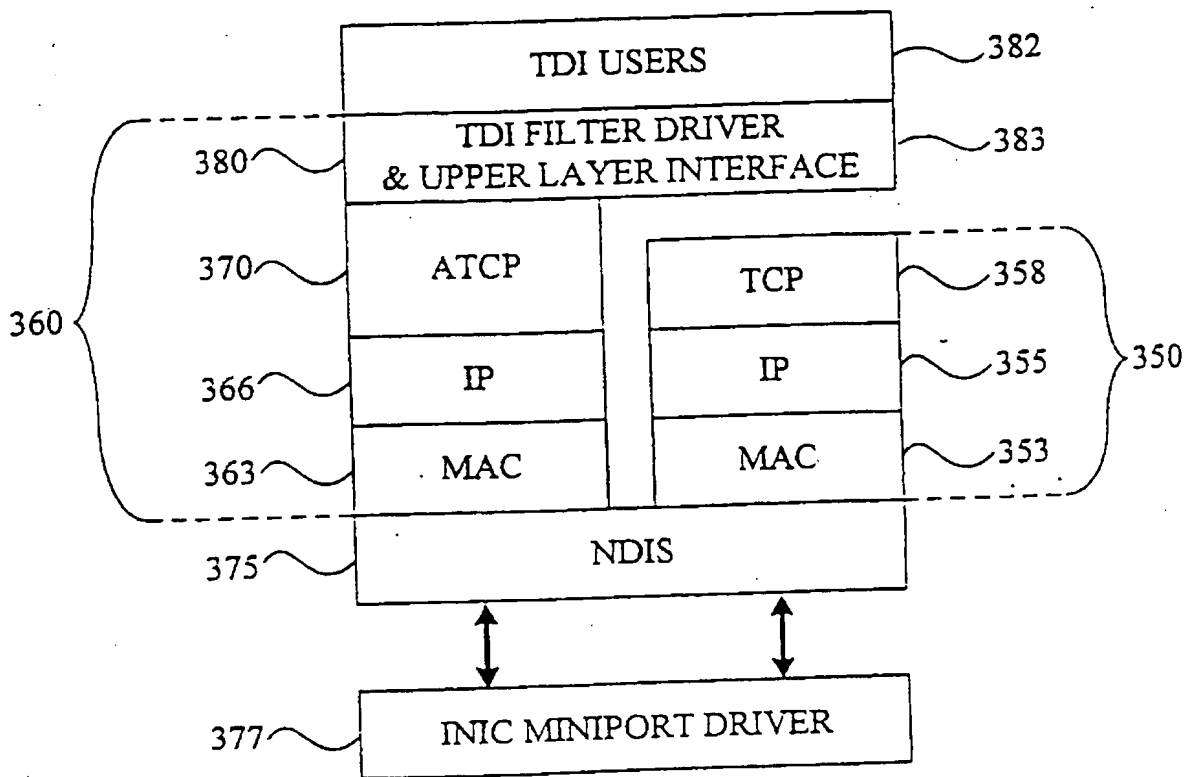 TDI USERS
382
TDI FILTER DRIVER
& UPPER LAYER INTERFACE
380
383
370
ATCP
TCP
358
360
350
366
IP
IP
355
363
MAC
MAC
353
375
NDIS
377
INIC MINIPORT DRIVER